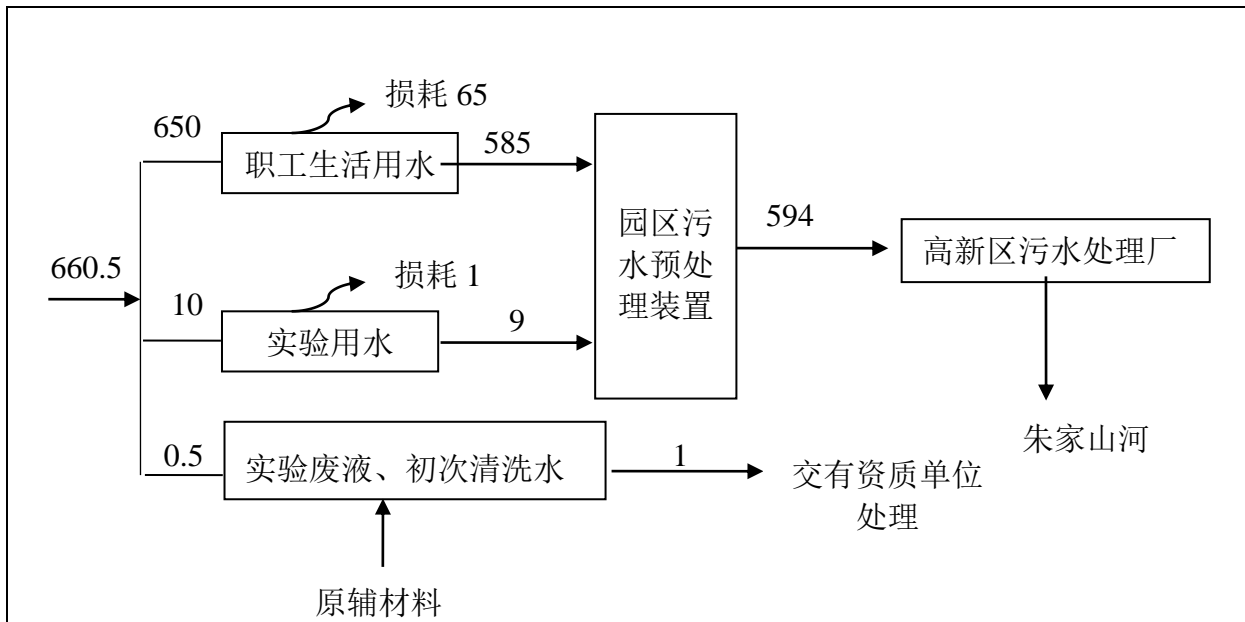 损耗 65
650
职工生活用水
585
园区污
水预处
理装置
594
高新区污水处理厂
660.5
损耗 1
10
实验用水
9
朱家山河
0.5
实验废液、初次清洗水
1
交有资质单位
处理
原辅材料